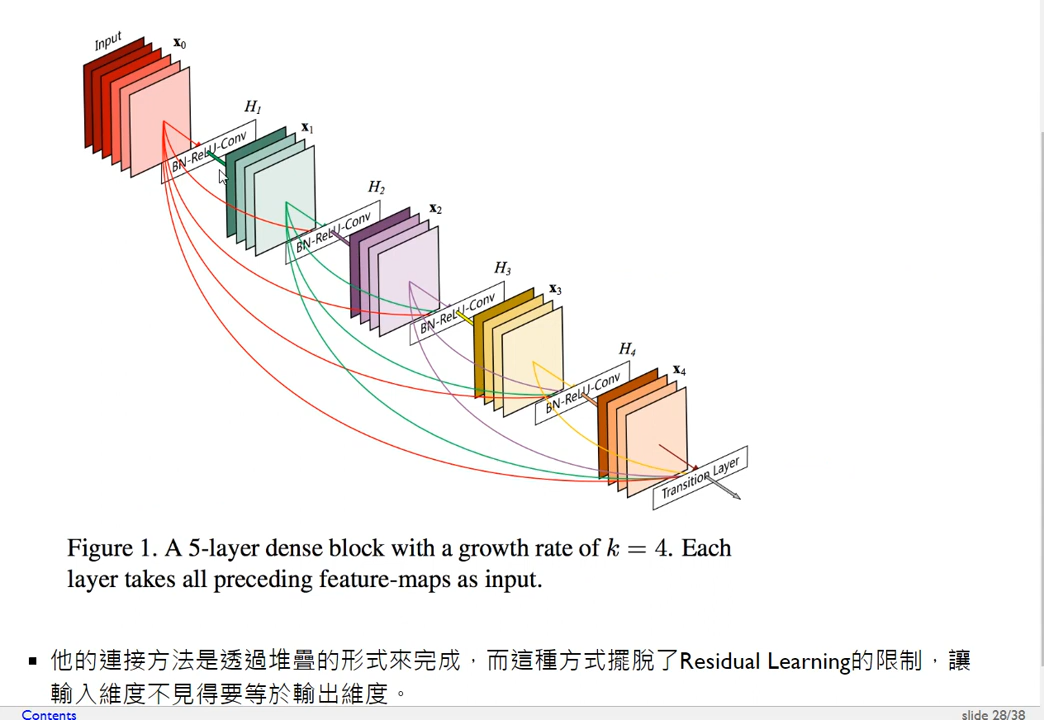 Input
x0
H1
BN-ReLU-Conv
x1
H2
BN-ReLU-Conv
x2
H3
BN-ReLU-Conv
x3
H4
BN-ReLU-Conv
x4
Transition Layer
Figure 1. A 5-layer dense block with a growth rate of k = 4. Each
layer takes all preceding feature-maps as input.
▪ 他的連接方法是透過堆疊的形式來完成，而這種方式擺脫了Residual Learning的限制，讓
輸入維度不見得要等於輸出維度。
Contents
slide 28/38